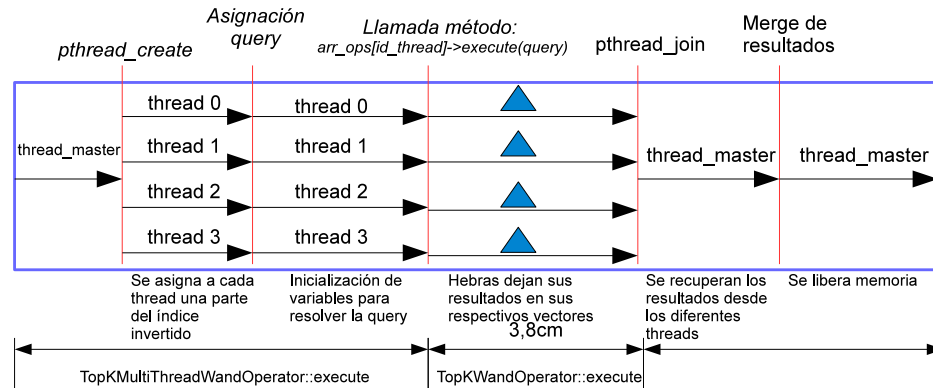 Asignación
query
Llamada método:
arr_ops[id_thread]->execute(query)
Merge de
resultados
pthread_create
pthread_join
thread_master
thread 0
thread 1
thread 2
thread 3
thread 0
thread 1
thread 2
thread 3
thread_master
thread_master
Se asigna a cada
thread una parte
del índice
invertido
Inicialización de
variables para
resolver la query
Hebras dejan sus
resultados en sus
respectivos vectores
3,8cm
Se recuperan los
resultados desde
los diferentes
threads
Se libera memoria
TopKMultiThreadWandOperator::execute
TopKWandOperator::execute